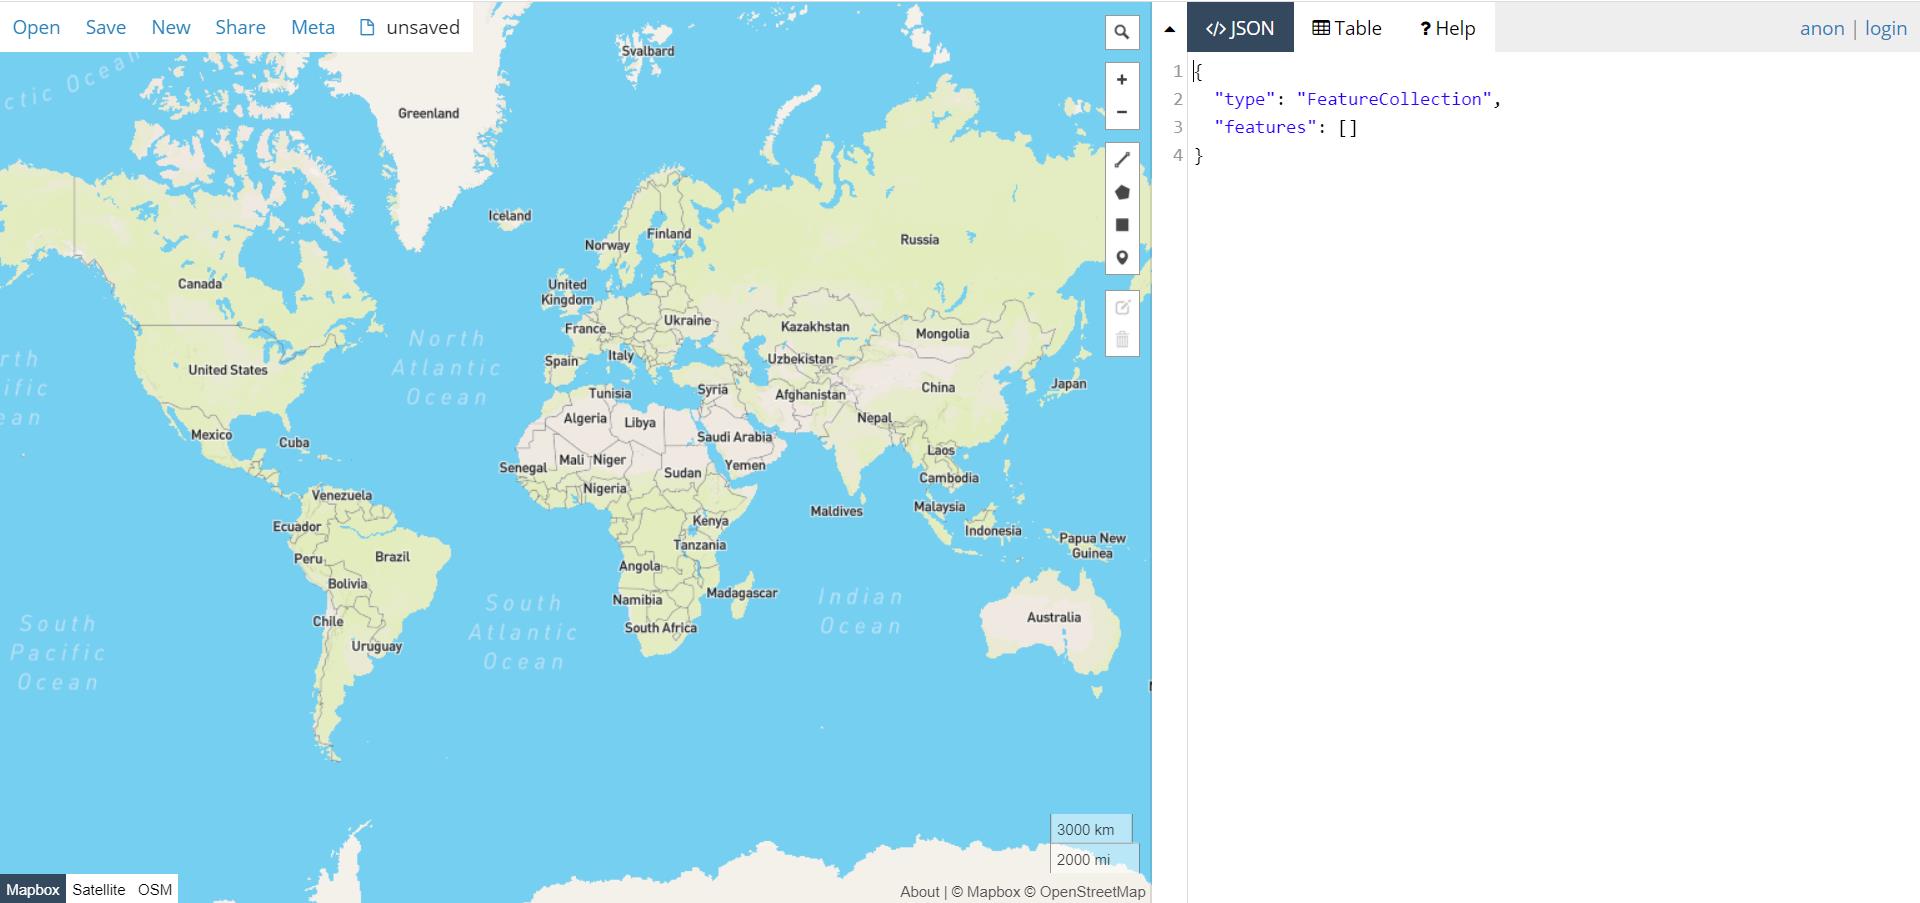 Open Save New Share Meta unsaved
JSON Table Help
anon | login
1 {
2 "type": "FeatureCollection",
3 "features": []
4 }
ctic Ocean
Svalbard
Greenland
Iceland
Norway
Finland
Russia
Canada
United
Kingdom
France
Ukraine
Kazakhstan
Mongolia
North
Atlantic
Ocean
rth
ific
ean
United States
Spain
Italy
Uzbekistan
Tunisia
Syria
Afghanistan
China
Japan
Mexico
Cuba
Algeria
Libya
Saudi Arabia
Nepal
Senegal
Mali
Niger
Sudan
Yemen
Laos
Cambodia
Venezuela
Nigeria
Maldives
Malaysia
Ecuador
Kenya
Indonesia
Peru
Brazil
Tanzania
Papua New
Guinea
Bolivia
Angola
Madagascar
Chile
Namibia
South Africa
Uruguay
South
Atlantic
Ocean
Indian
Ocean
Australia
South
Pacific
Ocean
3000 km
2000 mi
Mapbox Satellite OSM
About | © Mapbox © OpenStreetMap